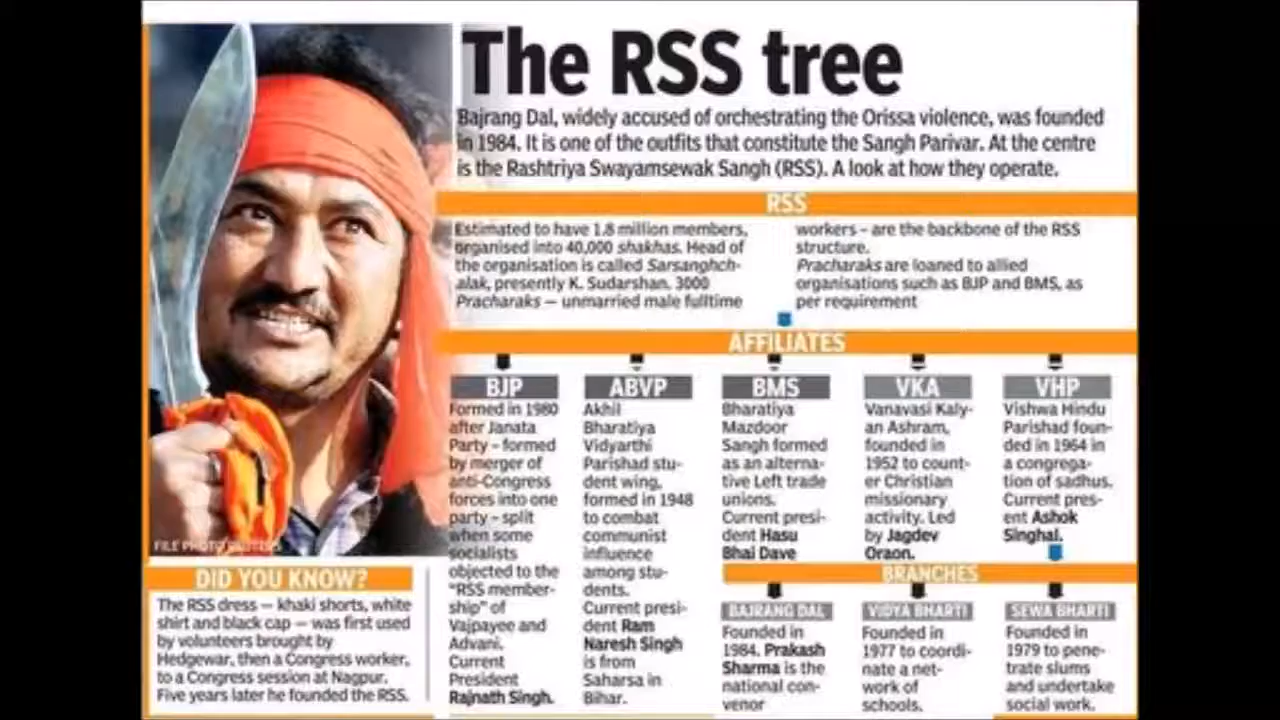 The RSS tree
Bajrang Dal, widely accused of orchestrating the Orissa violence, was founded
in 1984. It is one of the outfits that constitute the Sangh Parivar. At the centre
is the Rashtriya Swayamsewak Sangh (RSS). A look at how they operate.
RSS
Estimated to have 1.8 million members,
organised into 40,000 shakhas. Head of
the organisation is called Sarsanghch-
alak, presently K. Sudarshan. 3000
Pracharaks — unmarried male fulltime
workers – are the backbone of the RSS
structure.
Pracharaks are loaned to allied
organisations such as BJP and BMS, as
per requirement
AFFILIATES
BJP
Formed in 1980
after Janata
Party – formed
by merger of
anti-Congress
forces into one
party – split
when some
socialists
objected to the
"RSS member-
ship" of
Vajpayee and
Advani.
Current
President
Rajnath Singh.
ABVP
Akhil
Bharatiya
Vidyarthi
Parishad stu-
dent wing,
formed in 1948
to combat
communist
influence
among stu-
dents.
Current presi-
dent Ram
Naresh Singh
is from
Saharsa in
Bihar.
BMS
Bharatiya
Mazdoor
Sangh formed
as an alterna-
tive Left trade
unions.
Current presi-
dent Hasu
Bhai Dave
VKA
Vanavasi Kaly-
an Ashram,
founded in
1952 to count-
er Christian
missionary
activity. Led
by Jagdev
Oraon.
VHP
Vishwa Hindu
Parishad foun-
ded in 1964 in
a congrega-
tion of sadhus.
Current pres-
ent Ashok
Singhal.
BRANCHES
BAJRANG DAL
Founded in
1984. Prakash
Sharma is the
national con-
venor
VIDYA BHARTI
Founded in
1977 to coordi-
nate a net-
work of
schools.
SEWA BHARTI
Founded in
1979 to pene-
trate slums
and undertake
social work.
FILE PHOTO REUTERS
DID YOU KNOW?
The RSS dress — khaki shorts, white
shirt and black cap — was first used
by volunteers brought by
Hedgewar, then a Congress worker,
to a Congress session at Nagpur.
Five years later he founded the RSS.